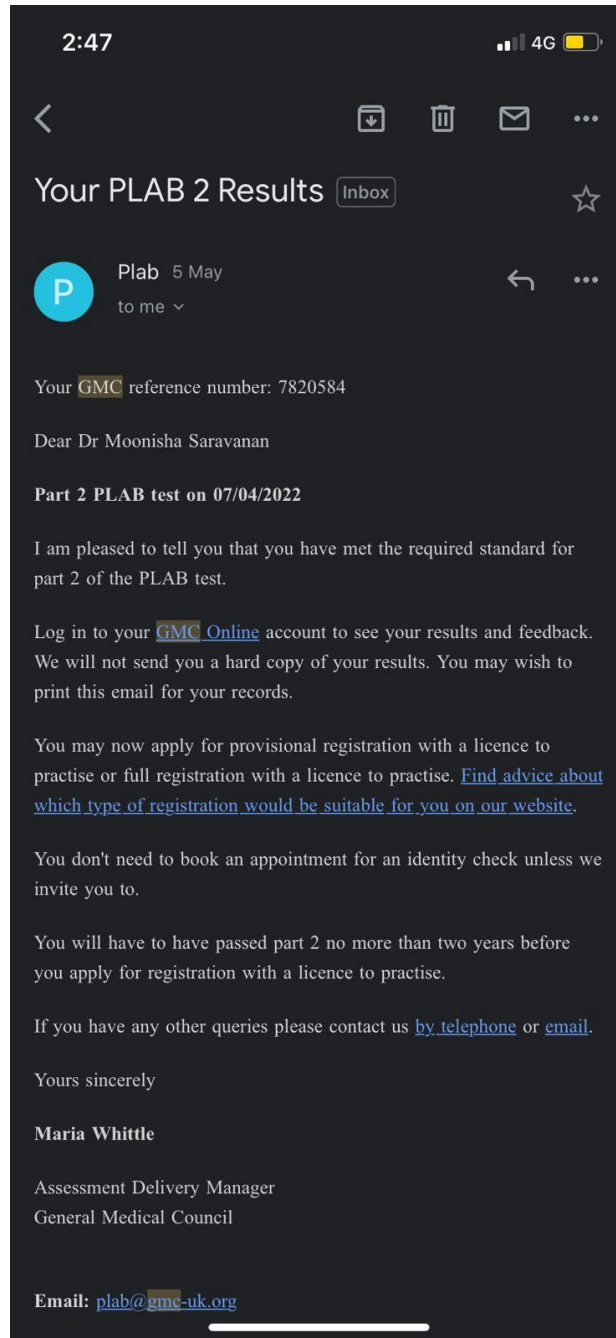 2:47
4G
Your PLAB 2 Results Inbox
P
Plab 5 May
to me
Your GMC reference number: 7820584
Dear Dr Moonisha Saravanan
Part 2 PLAB test on 07/04/2022
I am pleased to tell you that you have met the required standard for
part 2 of the PLAB test.
Log in to your GMC Online account to see your results and feedback.
We will not send you a hard copy of your results. You may wish to
print this email for your records.
You may now apply for provisional registration with a licence to
practise or full registration with a licence to practise. Find advice about
which type of registration would be suitable for you on our website.
You don't need to book an appointment for an identity check unless we
invite you to.
You will have to have passed part 2 no more than two years before
you apply for registration with a licence to practise.
If you have any other queries please contact us by telephone or email.
Yours sincerely
Maria Whittle
Assessment Delivery Manager
General Medical Council
Email: plab@gmc-uk.org